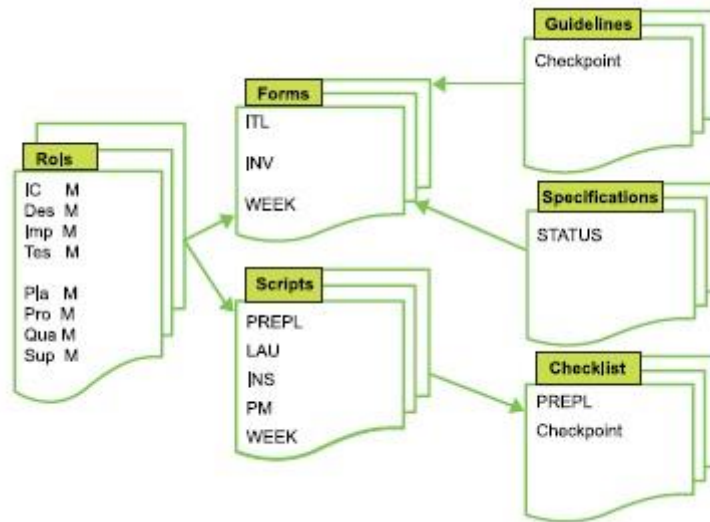 Rols
IC M
Des M
Imp M
Tes M
Pla M
Pro M
Qua M
Sup M
Forms
ITL
INV
WEEK
Scripts
PREPL
LAU
INS
PM
WEEK
Guidelines
Checkpoint
Specifications
STATUS
Checklist
PREPL
Checkpoint